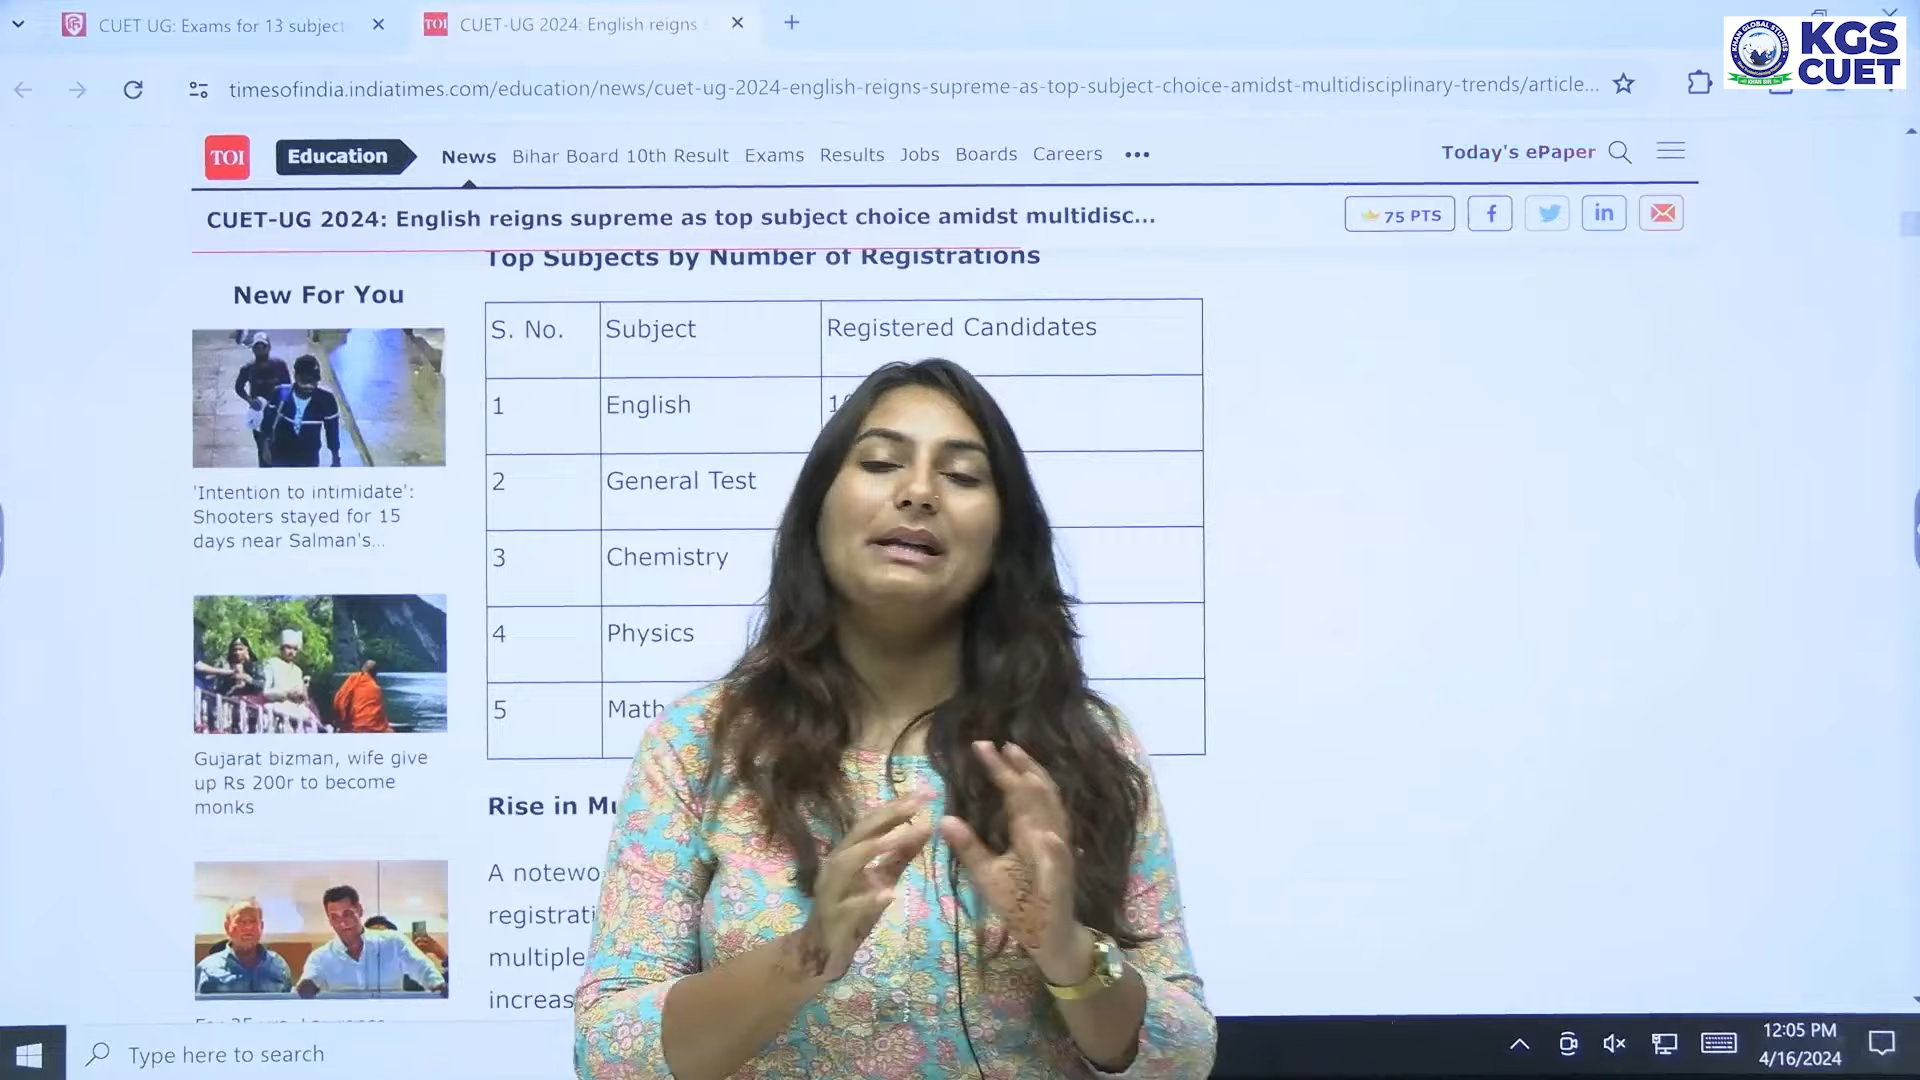 CUET UG: Exams for 13 subject
TOI CUET-UG 2024: English reigns
KGS
CUET
KHAN GLOBAL STUDIES
timesofindia.indiatimes.com/education/news/cuet-ug-2024-english-reigns-supreme-as-top-subject-choice-amidst-multidisciplinary-trends/article...
TOI Education News Bihar Board 10th Result Exams Results Jobs Boards Careers ••• Today's ePaper
CUET-UG 2024: English reigns supreme as top subject choice amidst multidisc... 75 PTS
Top Subjects by Number of Registrations
New For You
'Intention to intimidate':
Shooters stayed for 15
days near Salman's...
Gujarat bizman, wife give
up Rs 200r to become
monks
S. No. Subject Registered Candidates
1 English
2 General Test
3 Chemistry
4 Physics
5 Math
Rise in Mu
A notewo
registrati
multiple
increas
Type here to search
12:05 PM
4/16/2024